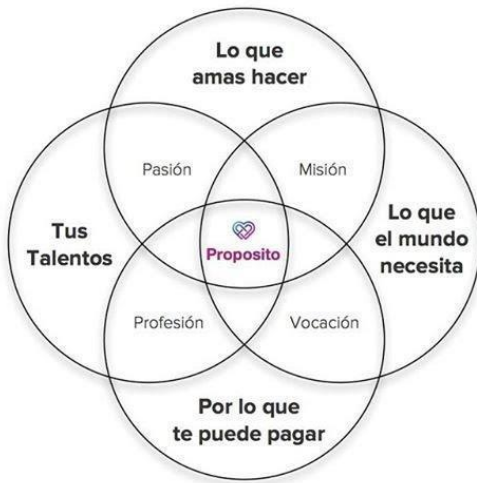 Lo que
amas hacer
Pasión
Misión
Tus
Talentos
Proposito
Lo que
el mundo
necesita
Profesión
Vocación
Por lo que
te puede pagar